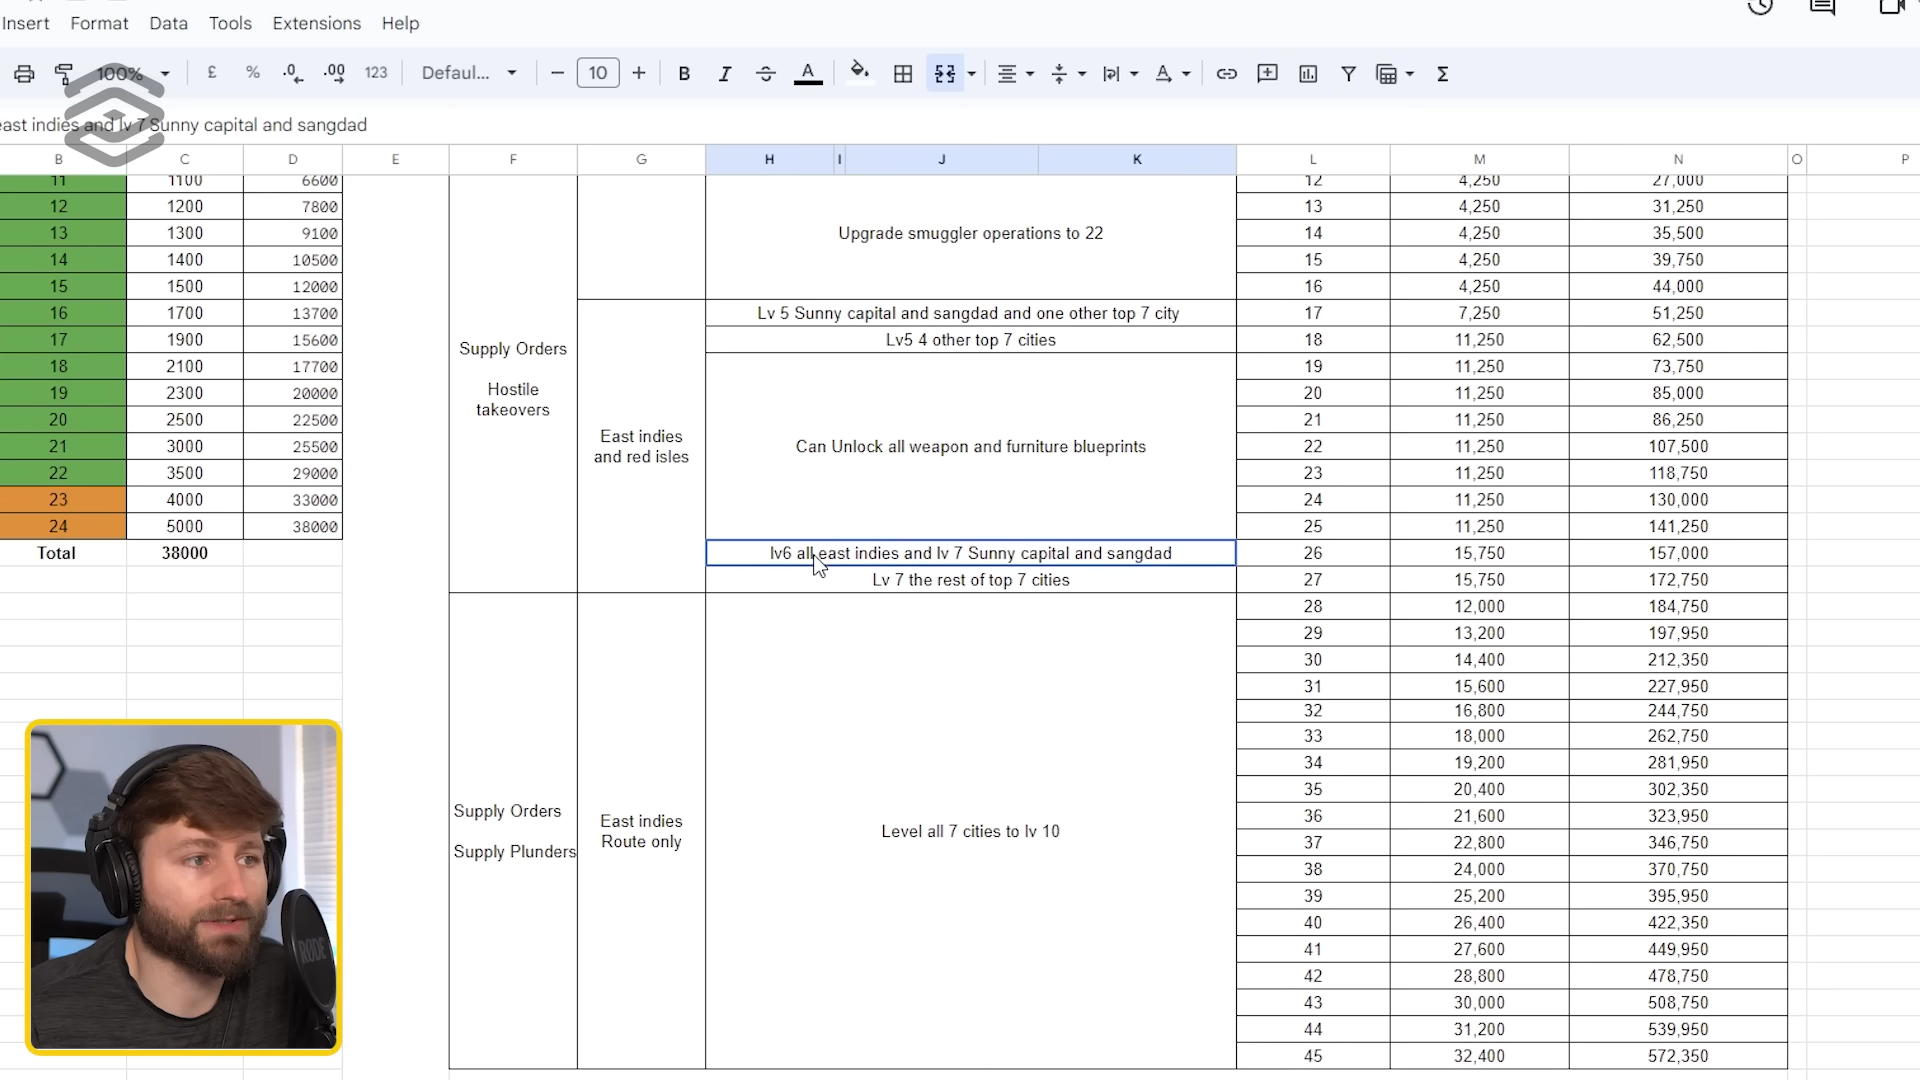 Insert Format Data Tools Extensions Help
100% £ % .0 .00 123 Defaul... − 10 + B I A Σ
east indies and lv 7 Sunny capital and sangdad
B C D E F G H I J K L M N O P
11 1100 6600 12 4,250 27,000
12 1200 7800 13 4,250 31,250
13 1300 9100 Upgrade smuggler operations to 22 14 4,250 35,500
14 1400 10500 15 4,250 39,750
15 1500 12000 16 4,250 44,000
16 1700 13700 Lv 5 Sunny capital and sangdad and one other top 7 city 17 7,250 51,250
17 1900 15600 Supply Orders Lv5 4 other top 7 cities 18 11,250 62,500
18 2100 17700 19 11,250 73,750
19 2300 20000 Hostile 20 11,250 85,000
takeovers
20 2500 22500 21 11,250 86,250
21 3000 25500 East indies Can Unlock all weapon and furniture blueprints 22 11,250 107,500
and red isles
22 3500 29000 23 11,250 118,750
23 4000 33000 24 11,250 130,000
24 5000 38000 25 11,250 141,250
Total 38000 lv6 all east indies and lv 7 Sunny capital and sangdad 26 15,750 157,000
Lv 7 the rest of top 7 cities 27 15,750 172,750
28 12,000 184,750
29 13,200 197,950
30 14,400 212,350
31 15,600 227,950
32 16,800 244,750
33 18,000 262,750
34 19,200 281,950
35 20,400 302,350
Supply Orders East indies 36 21,600 323,950
Route only Level all 7 cities to lv 10 37 22,800 346,750
Supply Plunders 38 24,000 370,750
39 25,200 395,950
40 26,400 422,350
41 27,600 449,950
RØDE
42 28,800 478,750
43 30,000 508,750
44 31,200 539,950
45 32,400 572,350